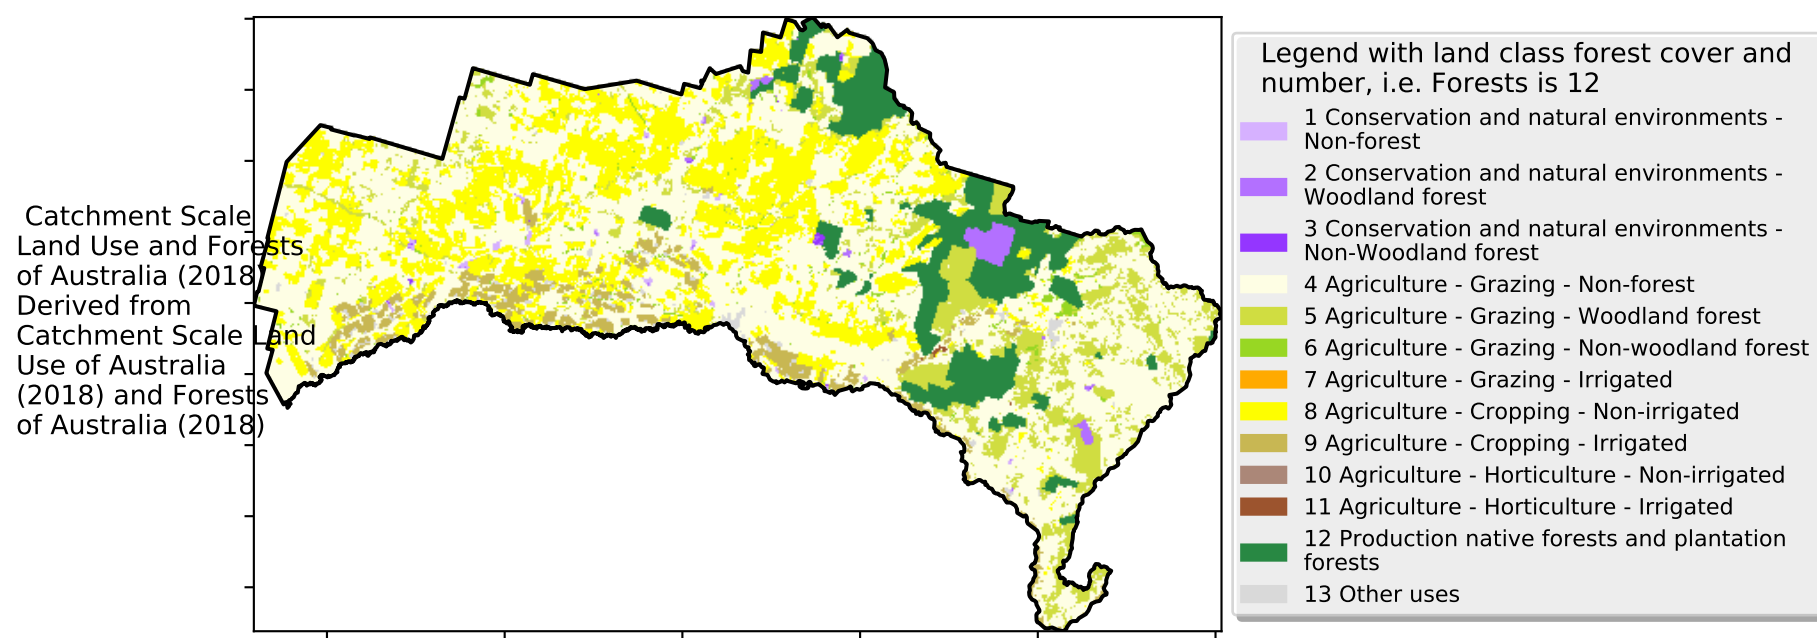 Catchment Scale
Land Use and Forests
of Australia (2018)
Derived from
Catchment Scale Land
Use of Australia
(2018) and Forests
of Australia (2018)
Legend with land class forest cover and
number, i.e. Forests is 12
1 Conservation and natural environments -
Non-forest
2 Conservation and natural environments -
Woodland forest
3 Conservation and natural environments -
Non-Woodland forest
4 Agriculture - Grazing - Non-forest
5 Agriculture - Grazing - Woodland forest
6 Agriculture - Grazing - Non-woodland forest
7 Agriculture - Grazing - Irrigated
8 Agriculture - Cropping - Non-irrigated
9 Agriculture - Cropping - Irrigated
10 Agriculture - Horticulture - Non-irrigated
11 Agriculture - Horticulture - Irrigated
12 Production native forests and plantation
forests
13 Other uses